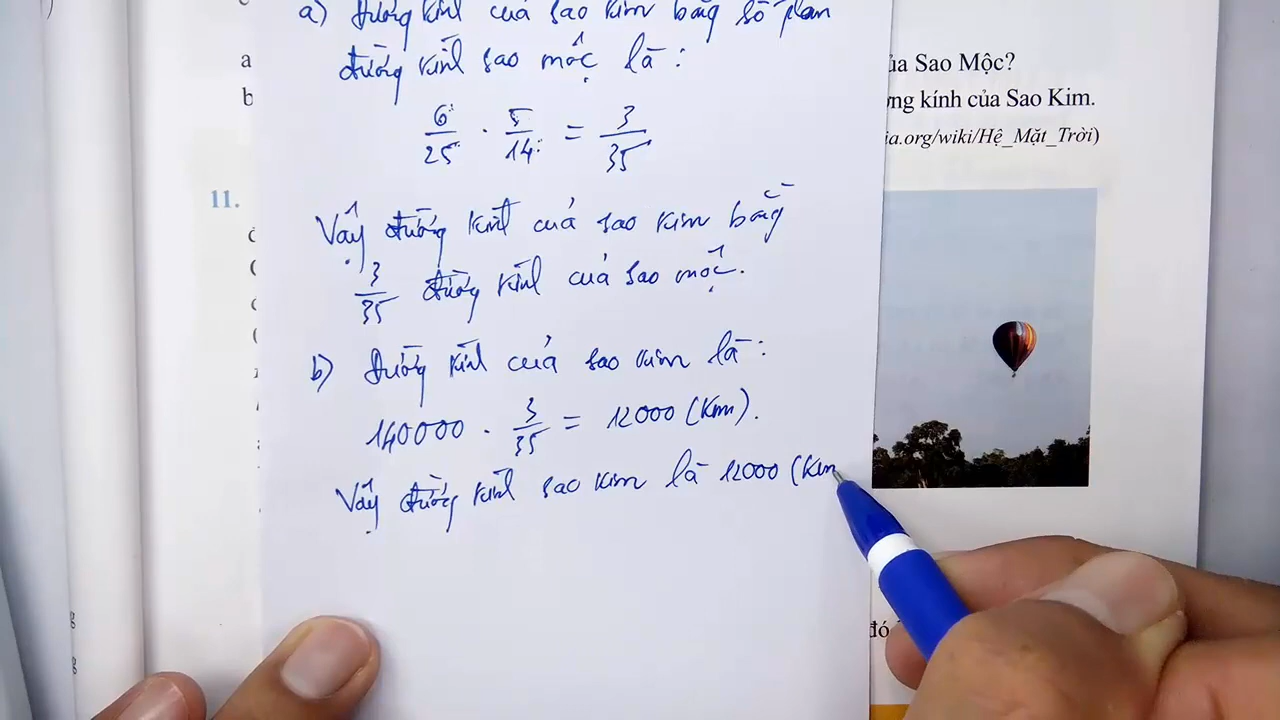 a) Đường kính của sao kim bằng số phần
đường kính sao mộc là:
6/25 . 5/14 = 3/35
Vậy đường kính của sao kim bằng
3/35 đường kính của sao mộc.
b) Đường kính của sao kim là:
140000 . 3/35 = 12000 (Km).
Vậy đường kính sao kim là 12000 (Km
a
b
ủa Sao Mộc?
ờng kính của Sao Kim.
ia.org/wiki/Hệ_Mặt_Trời)
11.
đó
g
g